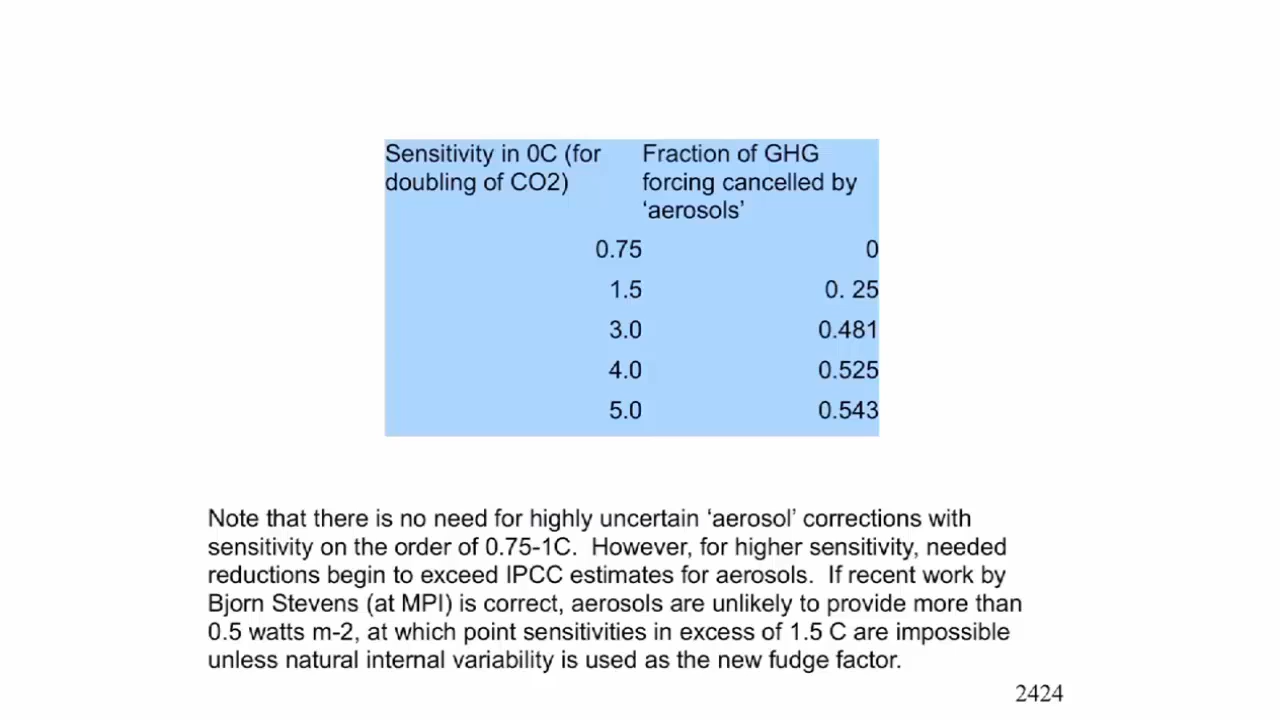 Sensitivity in 0C (for doubling of CO2) Fraction of GHG forcing cancelled by ‘aerosols’
0.75 0
1.5 0. 25
3.0 0.481
4.0 0.525
5.0 0.543
Note that there is no need for highly uncertain ‘aerosol’ corrections with
sensitivity on the order of 0.75-1C.  However, for higher sensitivity, needed
reductions begin to exceed IPCC estimates for aerosols.  If recent work by
Bjorn Stevens (at MPI) is correct, aerosols are unlikely to provide more than
0.5 watts m-2, at which point sensitivities in excess of 1.5 C are impossible
unless natural internal variability is used as the new fudge factor.
2424